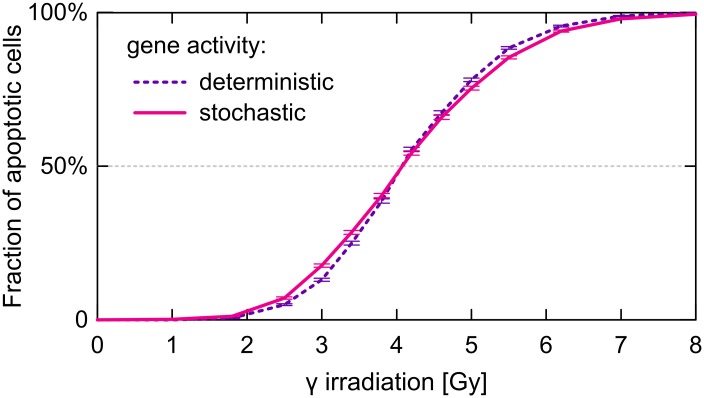 100%
gene activity:
deterministic
stochastic
50%
0
Fraction of apoptotic cells
0 1 2 3 4 5 6 7 8
γ irradiation [Gy]